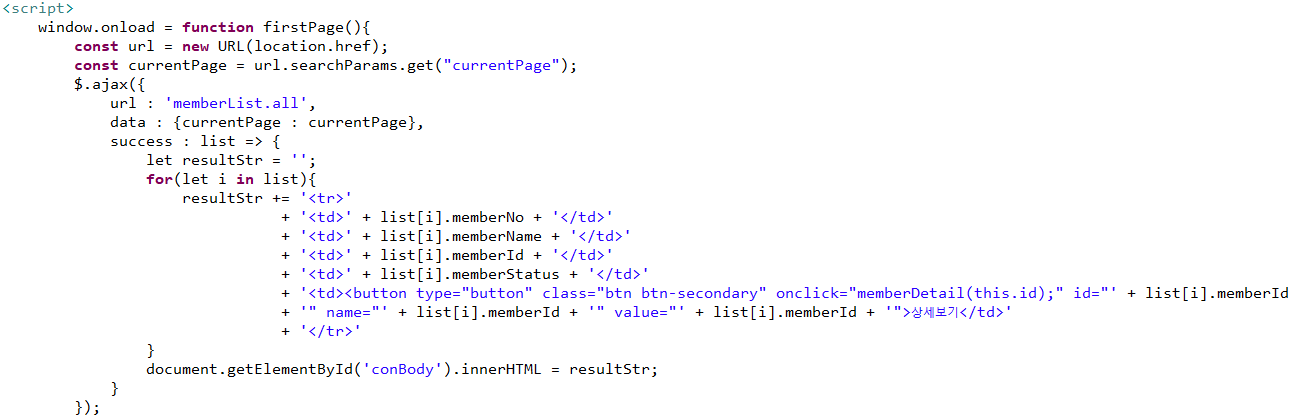 <script>
window.onload = function firstPage(){
const url = new URL(location.href);
const currentPage = url.searchParams.get("currentPage");
$.ajax({
url : 'memberList.all',
data : {currentPage : currentPage},
success : list => {
let resultStr = '';
for(let i in list){
resultStr += '<tr>'
+ '<td>' + list[i].memberNo + '</td>'
+ '<td>' + list[i].memberName + '</td>'
+ '<td>' + list[i].memberId + '</td>'
+ '<td>' + list[i].memberStatus + '</td>'
+ '<td><button type="button" class="btn btn-secondary" onclick="memberDetail(this.id);" id="' + list[i].memberId
+ '" name="' + list[i].memberId + '" value="' + list[i].memberId + '">상세보기</td>'
+ '</tr>'
}
document.getElementById('conBody').innerHTML = resultStr;
}
});